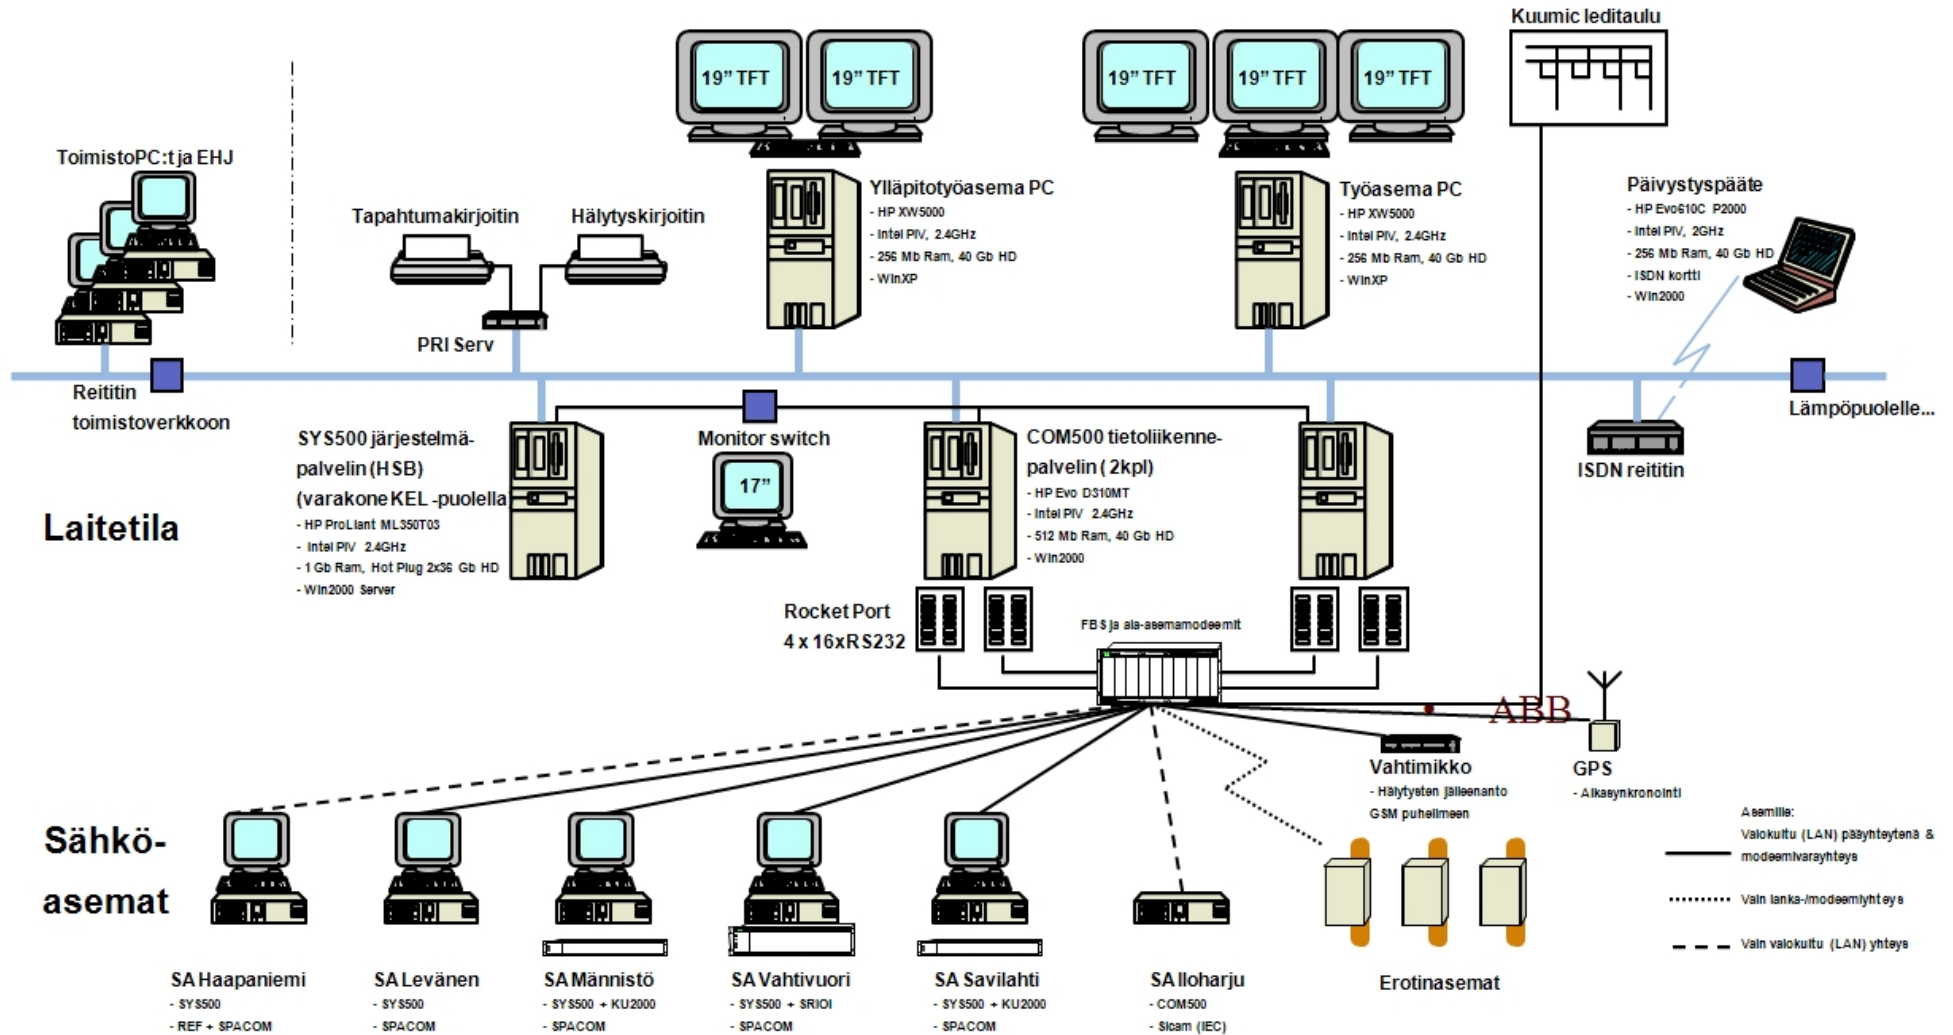 Kuumic leditaulu
19” TFT
19” TFT
19” TFT
19” TFT
19” TFT
ToimistoPC:t ja EHJ
Tapahtumakirjoitin
Hälytyskirjoitin
PRI Serv
Ylläpitotyöasema PC
- HP XW5000
- Intel PIV, 2.4GHz
- 256 Mb Ram, 40 Gb HD
- WinXP
Työasema PC
- HP XW5000
- Intel PIV, 2.4GHz
- 256 Mb Ram, 40 Gb HD
- WinXP
Päivystyspääte
- HP Evo610C P2000
- Intel PIV, 2GHz
- 256 Mb Ram, 40 Gb HD
- ISDN kortti
- Win2000
Reititin
toimistoverkkoon
Lämpöpuolelle...
ISDN reititin
Laitetila
SYS500 järjestelmä-
palvelin (HSB)
(varakone KEL -puolella
- HP ProLiant ML350T03
- Intel PIV 2.4GHz
- 1 Gb Ram, Hot Plug 2x36 Gb HD
- Win2000 Server
Monitor switch
17”
COM500 tietoliikenne-
palvelin ( 2kpl)
- HP Evo D310MT
- Intel PIV 2.4GHz
- 512 Mb Ram, 40 Gb HD
- Win2000
Rocket Port
4 x 16xRS232
FBS ja ala-asemamodeemit
ABB
Vahtimikko
- Hälytysten jälleenanto
GSM puhelimeen
GPS
- Aikasynkronointi
Sähkö-
asemat
SA Haapaniemi
- SYS500
- REF + SPACOM
SA Levänen
- SYS500
- SPACOM
SA Männistö
- SYS500 + KU2000
- SPACOM
SA Vahtivuori
- SYS500 + SRIOI
- SPACOM
SA Savilahti
- SYS500 + KU2000
- SPACOM
SA Iloharju
- COM500
- Sicam (IEC)
Erotinasemat
Asemille:
Valokuitu (LAN) pääyhteytenä &
modeemivarayhteys
Vain lanka-/modeemiyhteys
Vain valokuitu (LAN) yhteys